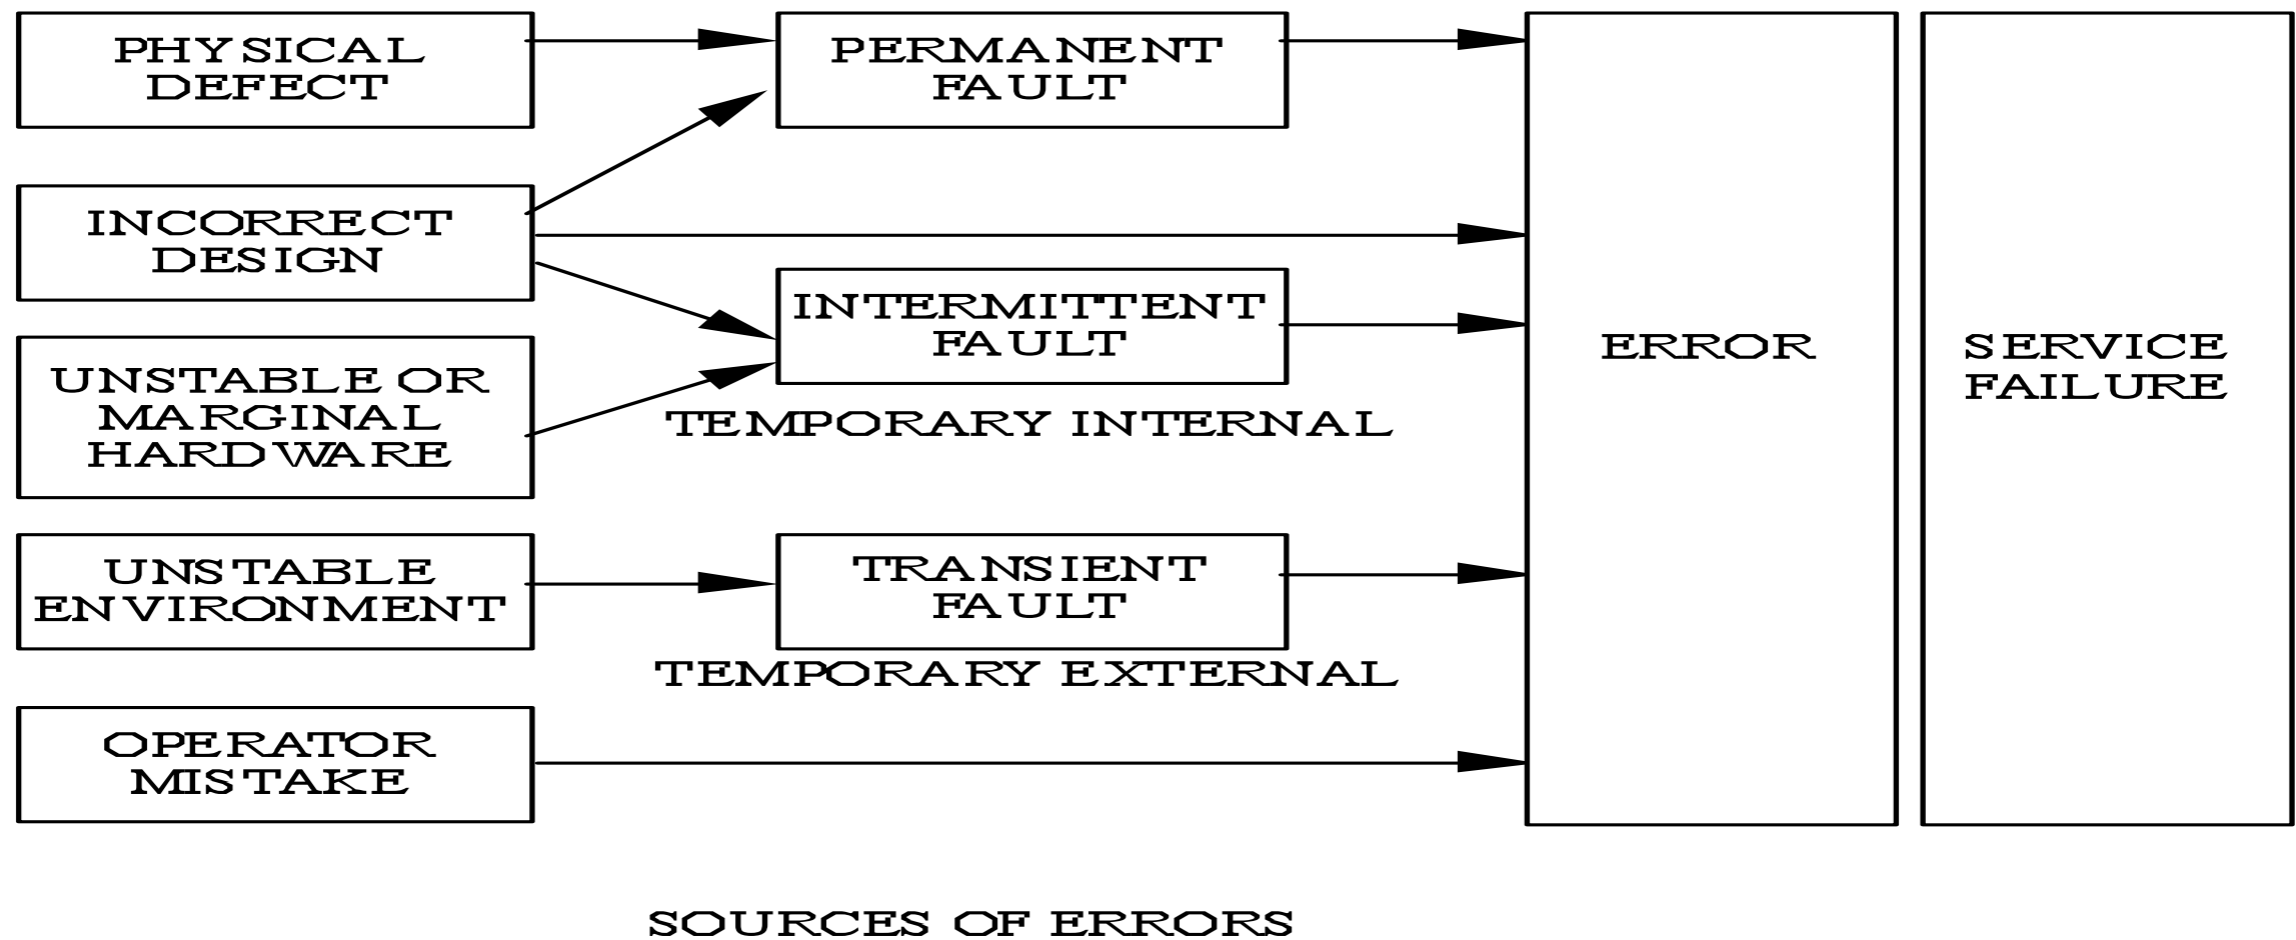 PHYSICAL
DEFECT
PERMANENT
FAULT
INCORRECT
DESIGN
INTERMITTENT
FAULT
TEMPORARY INTERNAL
UNSTABLE OR
MARGINAL
HARDWARE
UNSTABLE
ENVIRONMENT
TRANSIENT
FAULT
TEMPORARY EXTERNAL
OPERATOR
MISTAKE
ERROR
SERVICE
FAILURE
SOURCES OF ERRORS